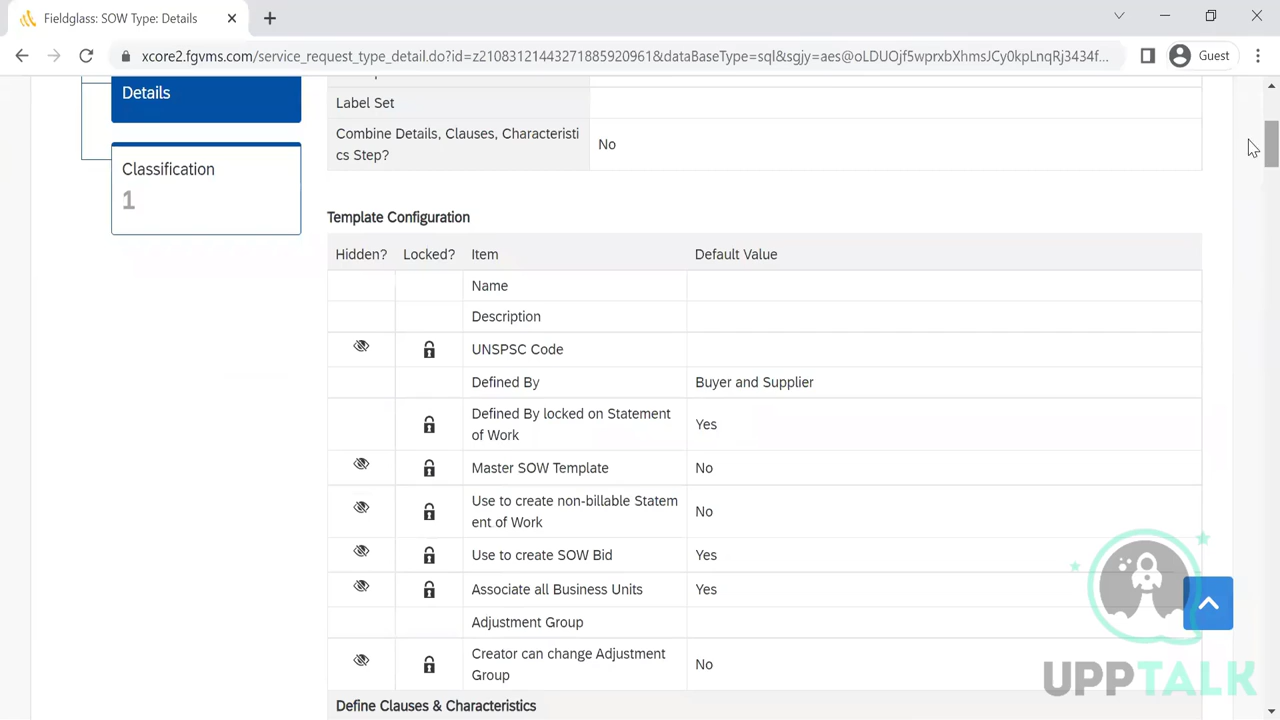 Fieldglass: SOW Type: Details
xcore2.fgvms.com/service_request_type_detail.do?id=z21083121443271885920961&dataBaseType=sql&sgjy=aes@oLDUOjf5wprxbXhmsJCy0kpLnqRj3434f...
Guest
Details
Classification
1
Label Set
Combine Details, Clauses, Characteristi
cs Step?
No
Template Configuration
Hidden? Locked? Item Default Value
Name
Description
UNSPSC Code
Defined By Buyer and Supplier
Defined By locked on Statement
of Work
Yes
Master SOW Template No
Use to create non-billable Statem
ent of Work
No
Use to create SOW Bid Yes
Associate all Business Units Yes
Adjustment Group
Creator can change Adjustment
Group
No
Define Clauses & Characteristics
UPPTALK